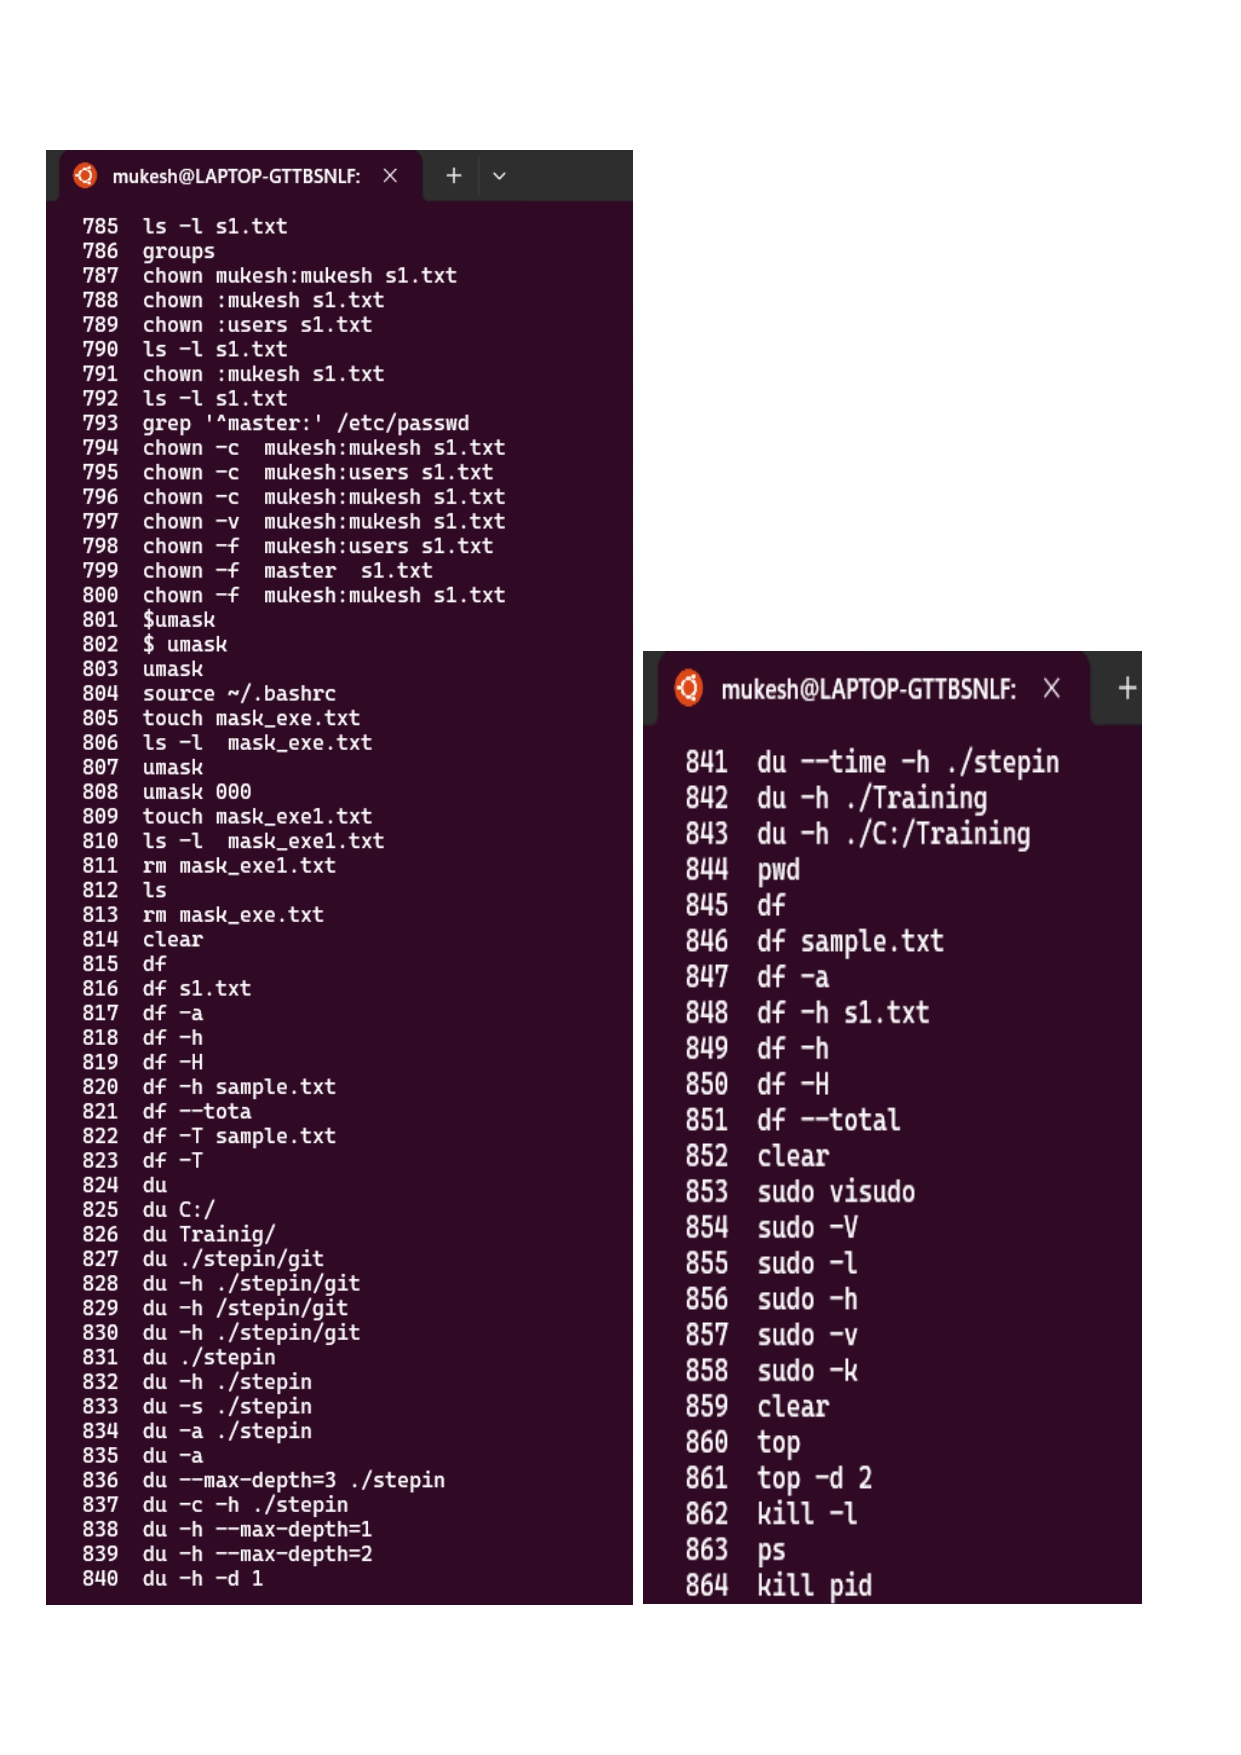 mukesh@LAPTOP-GTTBSNLF:
785 ls -l s1.txt
786 groups
787 chown mukesh:mukesh s1.txt
788 chown :mukesh s1.txt
789 chown :users s1.txt
790 ls -l s1.txt
791 chown :mukesh s1.txt
792 ls -l s1.txt
793 grep '^master:' /etc/passwd
794 chown -c  mukesh:mukesh s1.txt
795 chown -c  mukesh:users s1.txt
796 chown -c  mukesh:mukesh s1.txt
797 chown -v  mukesh:mukesh s1.txt
798 chown -f  mukesh:users s1.txt
799 chown -f  master  s1.txt
800 chown -f  mukesh:mukesh s1.txt
801 $umask
802 $ umask
803 umask
804 source ~/.bashrc
805 touch mask_exe.txt
806 ls -l  mask_exe.txt
807 umask
808 umask 000
809 touch mask_exe1.txt
810 ls -l  mask_exe1.txt
811 rm mask_exe1.txt
812 ls
813 rm mask_exe.txt
814 clear
815 df
816 df s1.txt
817 df -a
818 df -h
819 df -H
820 df -h sample.txt
821 df --tota
822 df -T sample.txt
823 df -T
824 du
825 du C:/
826 du Trainig/
827 du ./stepin/git
828 du -h ./stepin/git
829 du -h /stepin/git
830 du -h ./stepin/git
831 du ./stepin
832 du -h ./stepin
833 du -s ./stepin
834 du -a ./stepin
835 du -a
836 du --max-depth=3 ./stepin
837 du -c -h ./stepin
838 du -h --max-depth=1
839 du -h --max-depth=2
840 du -h -d 1
mukesh@LAPTOP-GTTBSNLF:
841 du --time -h ./stepin
842 du -h ./Training
843 du -h ./C:/Training
844 pwd
845 df
846 df sample.txt
847 df -a
848 df -h s1.txt
849 df -h
850 df -H
851 df --total
852 clear
853 sudo visudo
854 sudo -V
855 sudo -l
856 sudo -h
857 sudo -v
858 sudo -k
859 clear
860 top
861 top -d 2
862 kill -l
863 ps
864 kill pid